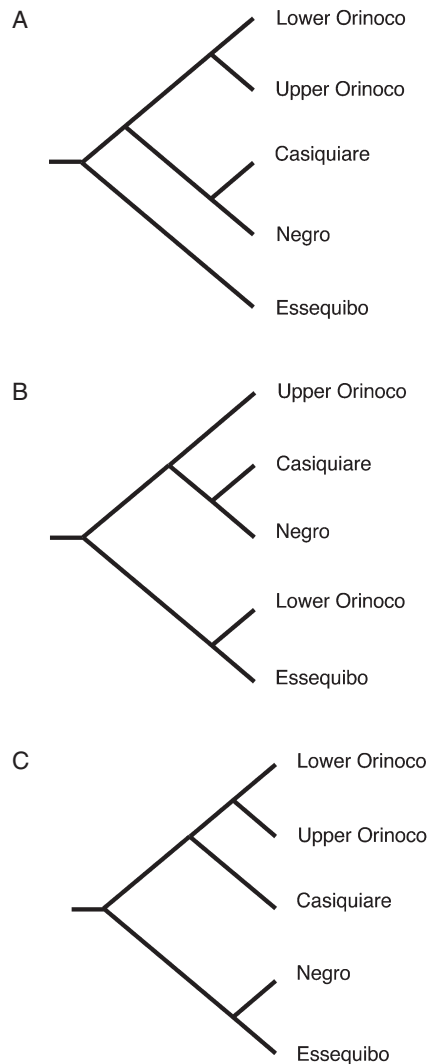 A
Lower Orinoco
Upper Orinoco
Casiquiare
Negro
Essequibo
B
Upper Orinoco
Casiquiare
Negro
Lower Orinoco
Essequibo
C
Lower Orinoco
Upper Orinoco
Casiquiare
Negro
Essequibo